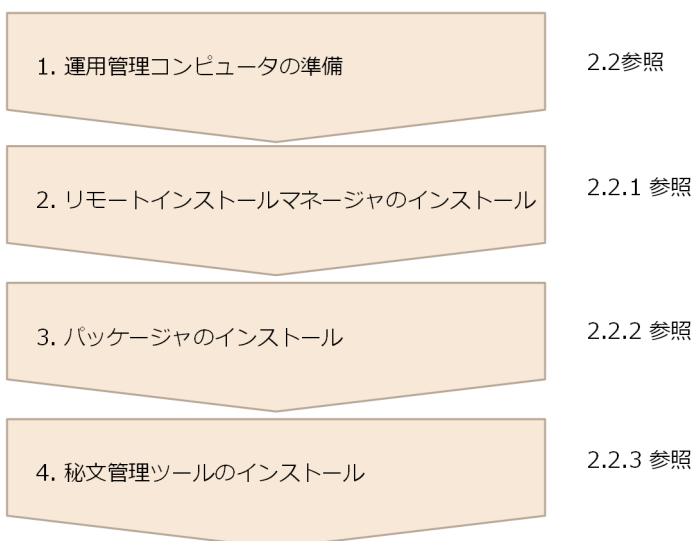 1. 運用管理コンピュータの準備
2.2参照
2. リモートインストールマネージャのインストール
2.2.1 参照
3. パッケージャのインストール
2.2.2 参照
4. 秘文管理ツールのインストール
2.2.3 参照